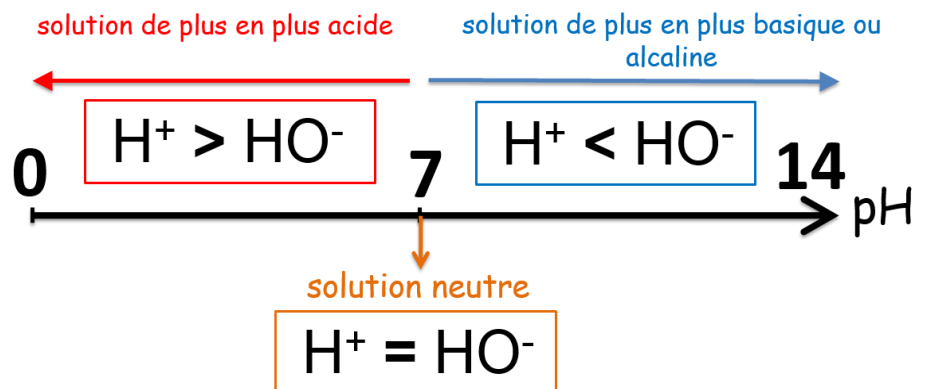 solution de plus en plus acide
solution de plus en plus basique ou
alcaline
H⁺ > HO⁻
H⁺ < HO⁻
0
7
14
pH
solution neutre
H⁺ = HO⁻